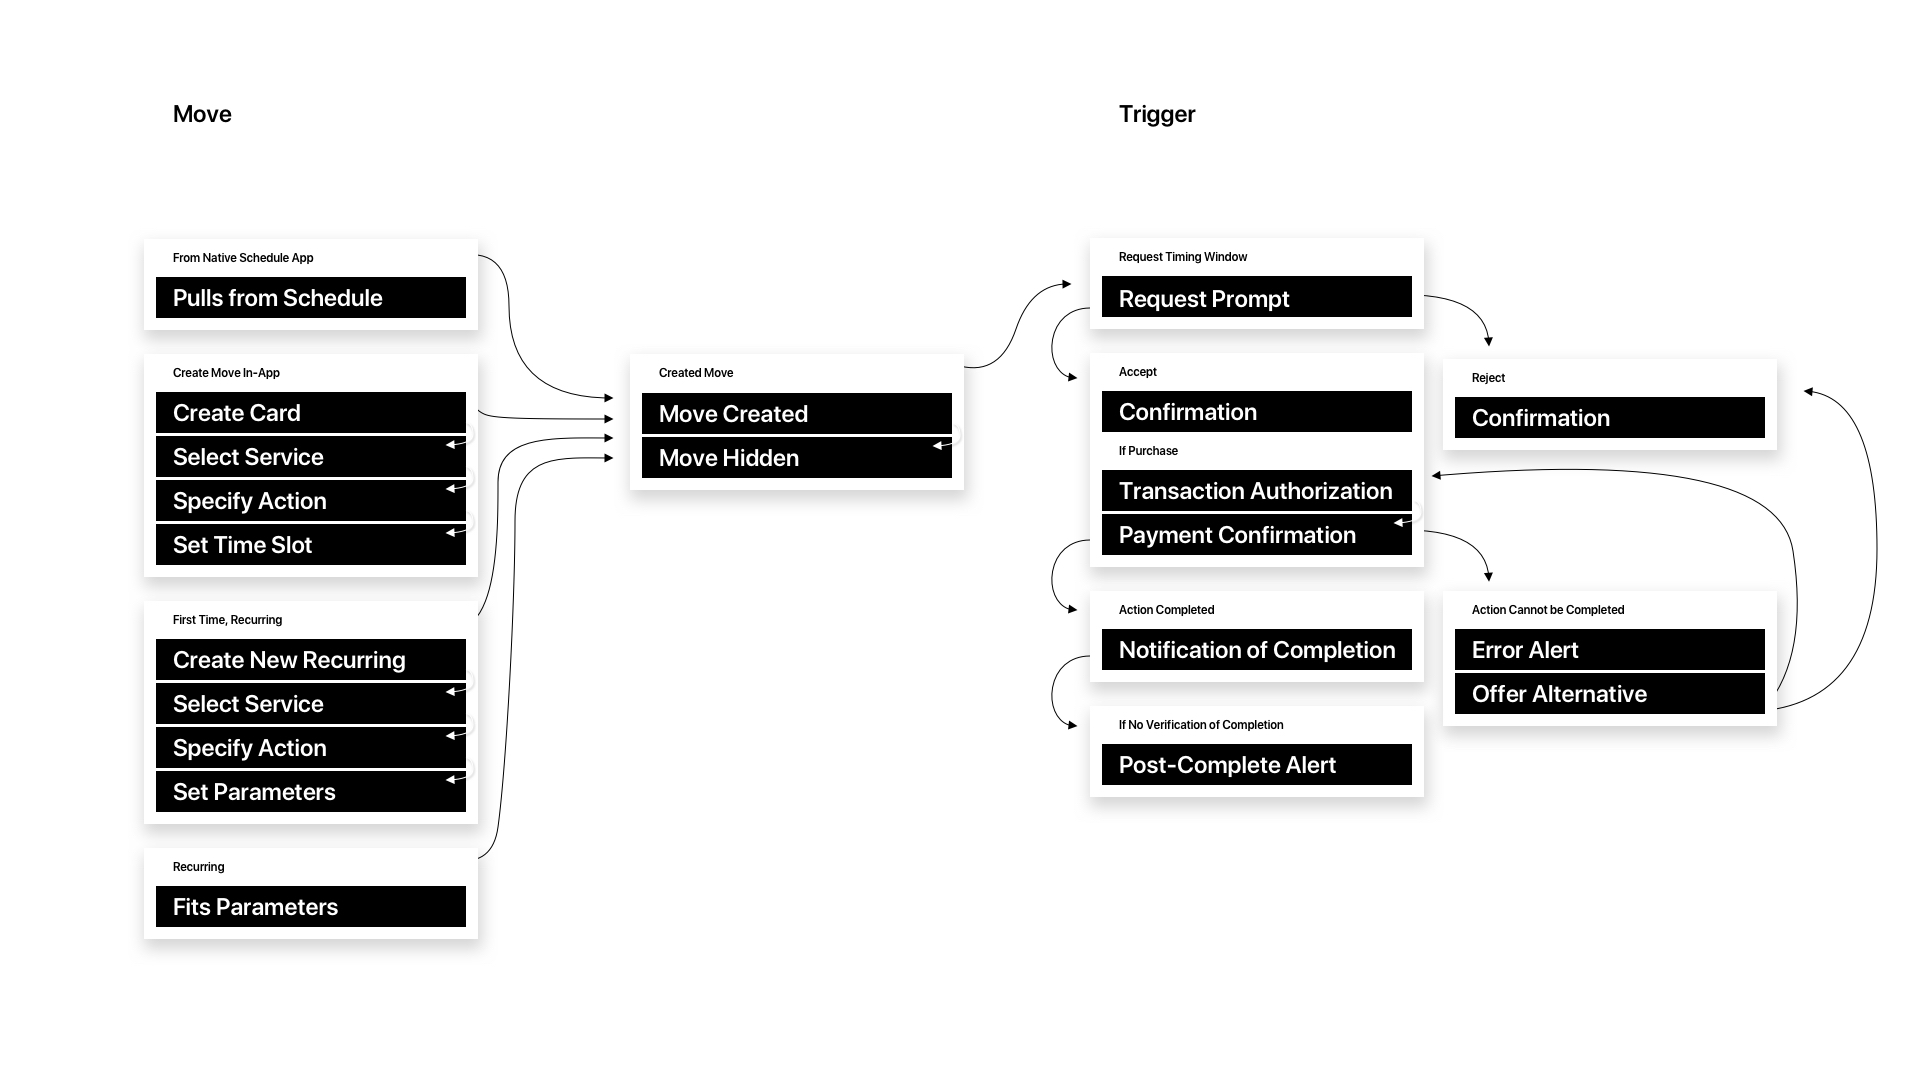 Move
From Native Schedule App
Pulls from Schedule
Create Move In-App
Create Card
Select Service
Specify Action
Set Time Slot
First Time, Recurring
Create New Recurring
Select Service
Specify Action
Set Parameters
Recurring
Fits Parameters
Created Move
Move Created
Move Hidden
Trigger
Request Timing Window
Request Prompt
Accept
Confirmation
If Purchase
Transaction Authorization
Payment Confirmation
Reject
Confirmation
Action Completed
Notification of Completion
Action Cannot be Completed
Error Alert
Offer Alternative
If No Verification of Completion
Post-Complete Alert